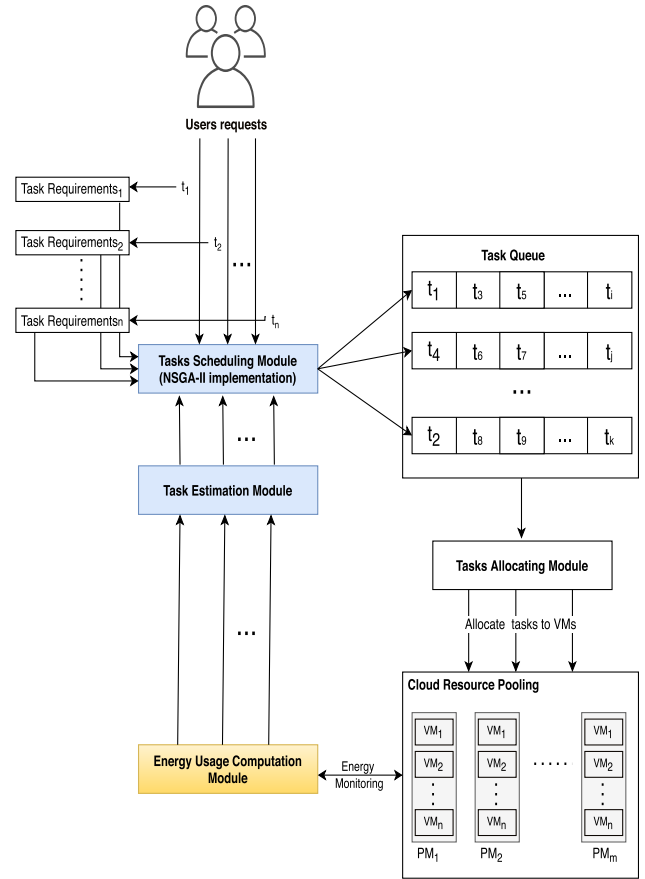 Users requests
Task Requirements₁
t₁
Task Requirements₂
t₂
...
Task Requirementsₙ
tₙ
Tasks Scheduling Module
(NSGA-II implementation)
...
Task Estimation Module
...
Energy Usage Computation
Module
Energy
Monitoring
Task Queue
t₁ t₃ t₅ ... tᵢ
t₄ t₆ t₇ ... tⱼ
...
t₂ t₈ t₉ ... tₖ
Tasks Allocating Module
Allocate tasks to VMs
Cloud Resource Pooling
VM₁ VM₁ VM₁
VM₂ VM₂ ..... VM₂
VMₙ VMₙ VMₙ
PM₁ PM₂ PMₘ